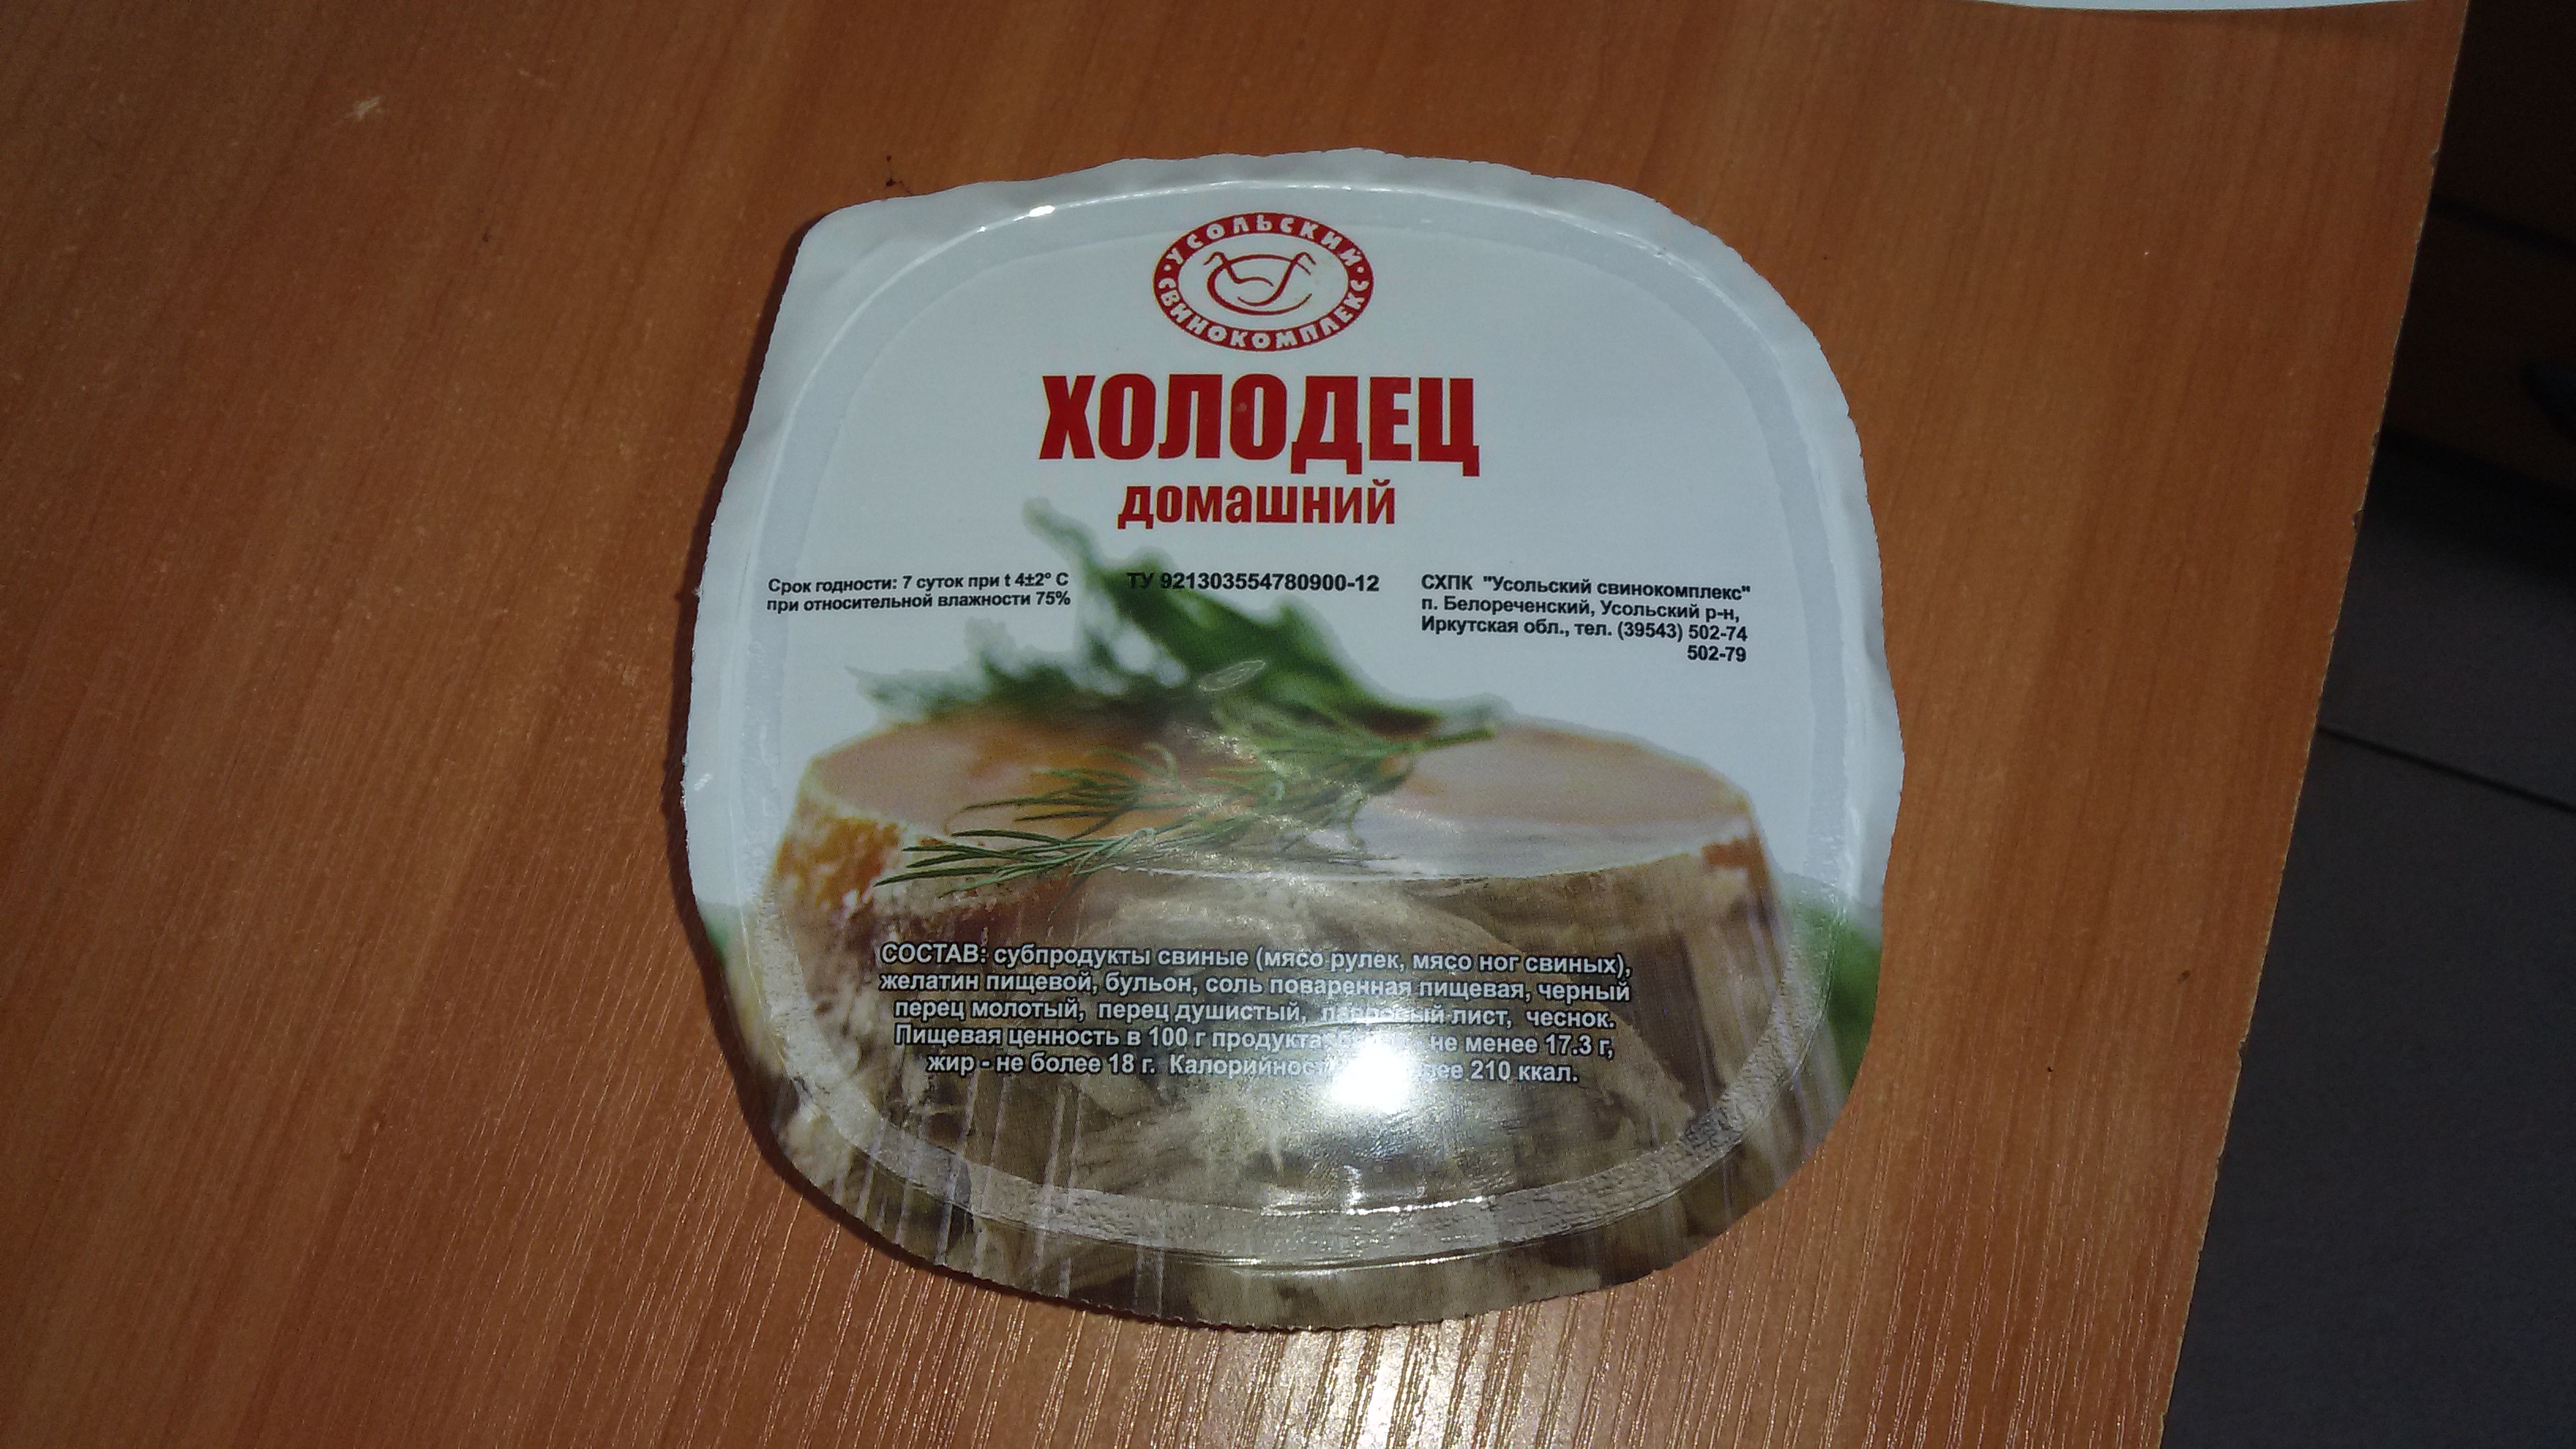 УСОЛЬСКИЙ
СВИНОКОМПЛЕКС
ХОЛОДЕЦ
домашний
Срок годности: 7 суток при t 4±2° С
при относительной влажности 75%
ТУ 921303554780900-12
СХПК "Усольский свинокомплекс"
п. Белореченский, Усольский р-н,
Иркутская обл., тел. (39543) 502-74
502-79
СОСТАВ: субпродукты свиные (мясо рулек, мясо ног свиных),
желатин пищевой, бульон, соль поваренная пищевая, черный
перец молотый, перец душистый, лавровый лист, чеснок.
Пищевая ценность в 100 г продукта не менее 17.3 г,
жир - не более 18 г. 210 ккал.